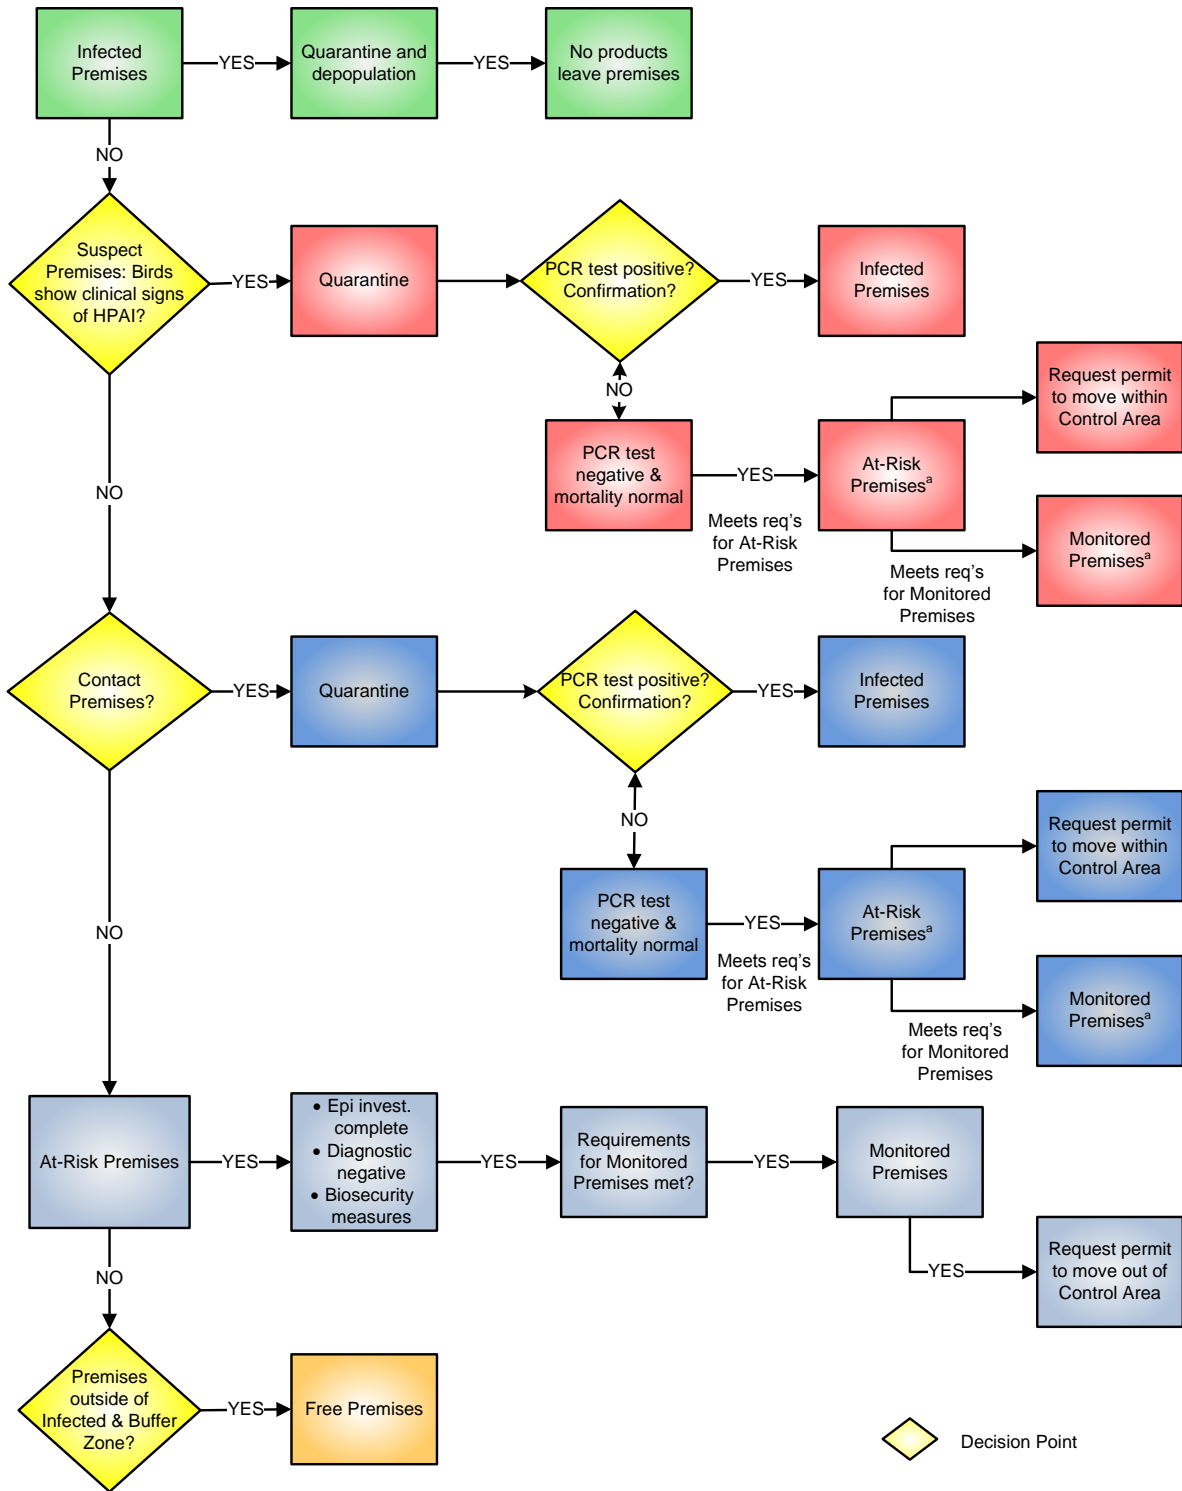 Infected
Premises
YES
Quarantine and
depopulation
YES
No products
leave premises
NO
Suspect
Premises: Birds
show clinical signs
of HPAI?
YES
Quarantine
PCR test positive?
Confirmation?
YES
Infected
Premises
NO
PCR test
negative &
mortality normal
YES
Meets req's
for At-Risk
Premises
At-Risk
Premisesᵃ
Request permit
to move within
Control Area
Meets req's
for Monitored
Premises
Monitored
Premisesᵃ
NO
Contact
Premises?
YES
Quarantine
PCR test positive?
Confirmation?
YES
Infected
Premises
NO
PCR test
negative &
mortality normal
YES
Meets req's
for At-Risk
Premises
At-Risk
Premisesᵃ
Request permit
to move within
Control Area
Meets req's
for Monitored
Premises
Monitored
Premisesᵃ
NO
At-Risk Premises
YES
• Epi invest.
complete
• Diagnostic
negative
• Biosecurity
measures
YES
Requirements
for Monitored
Premises met?
YES
Monitored
Premises
YES
Request permit
to move out of
Control Area
NO
Premises
outside of
Infected & Buffer
Zone?
YES
Free Premises
Decision Point